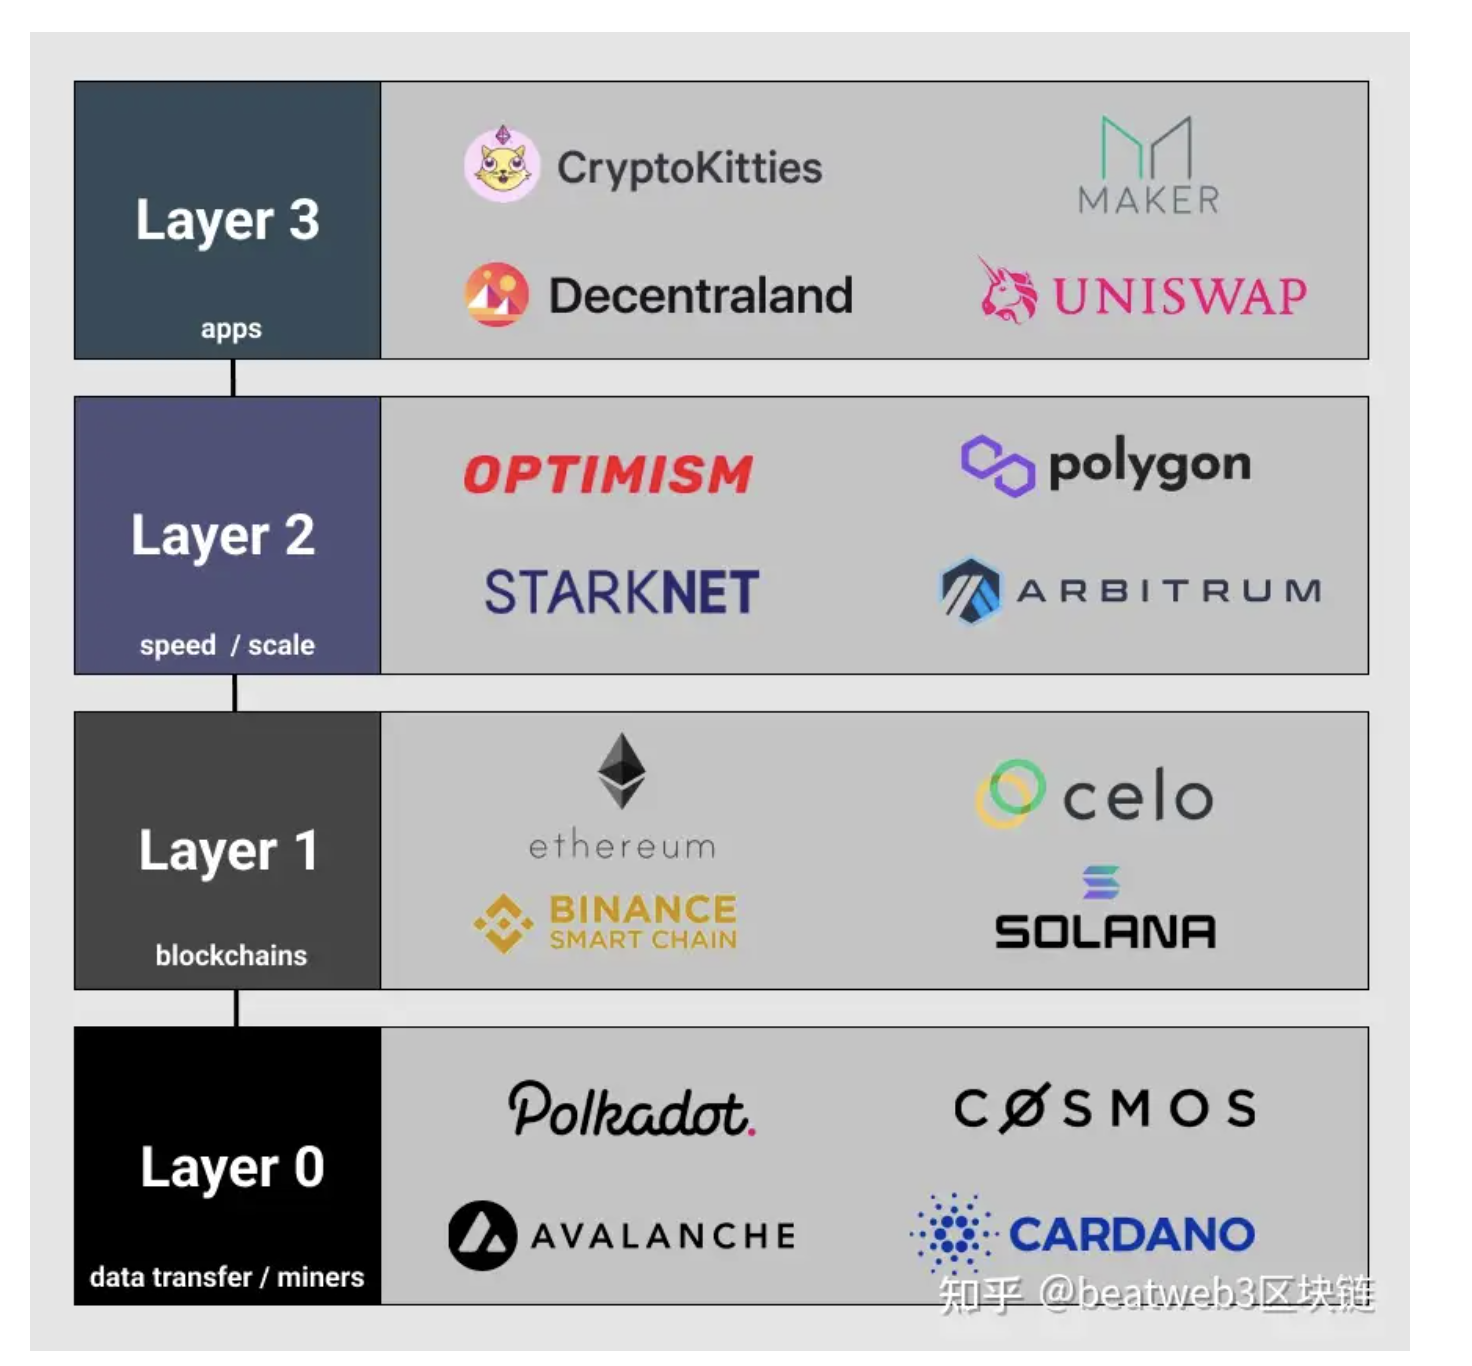 Layer 3
apps
CryptoKitties
MAKER
Decentraland
UNISWAP
Layer 2
speed / scale
OPTIMISM
polygon
STARKNET
ARBITRUM
Layer 1
blockchains
ethereum
celo
BINANCE
SMART CHAIN
SOLANA
Layer 0
data transfer / miners
Polkadot.
CØSMOS
AVALANCHE
CARDANO
知乎 @beatweb3区块链